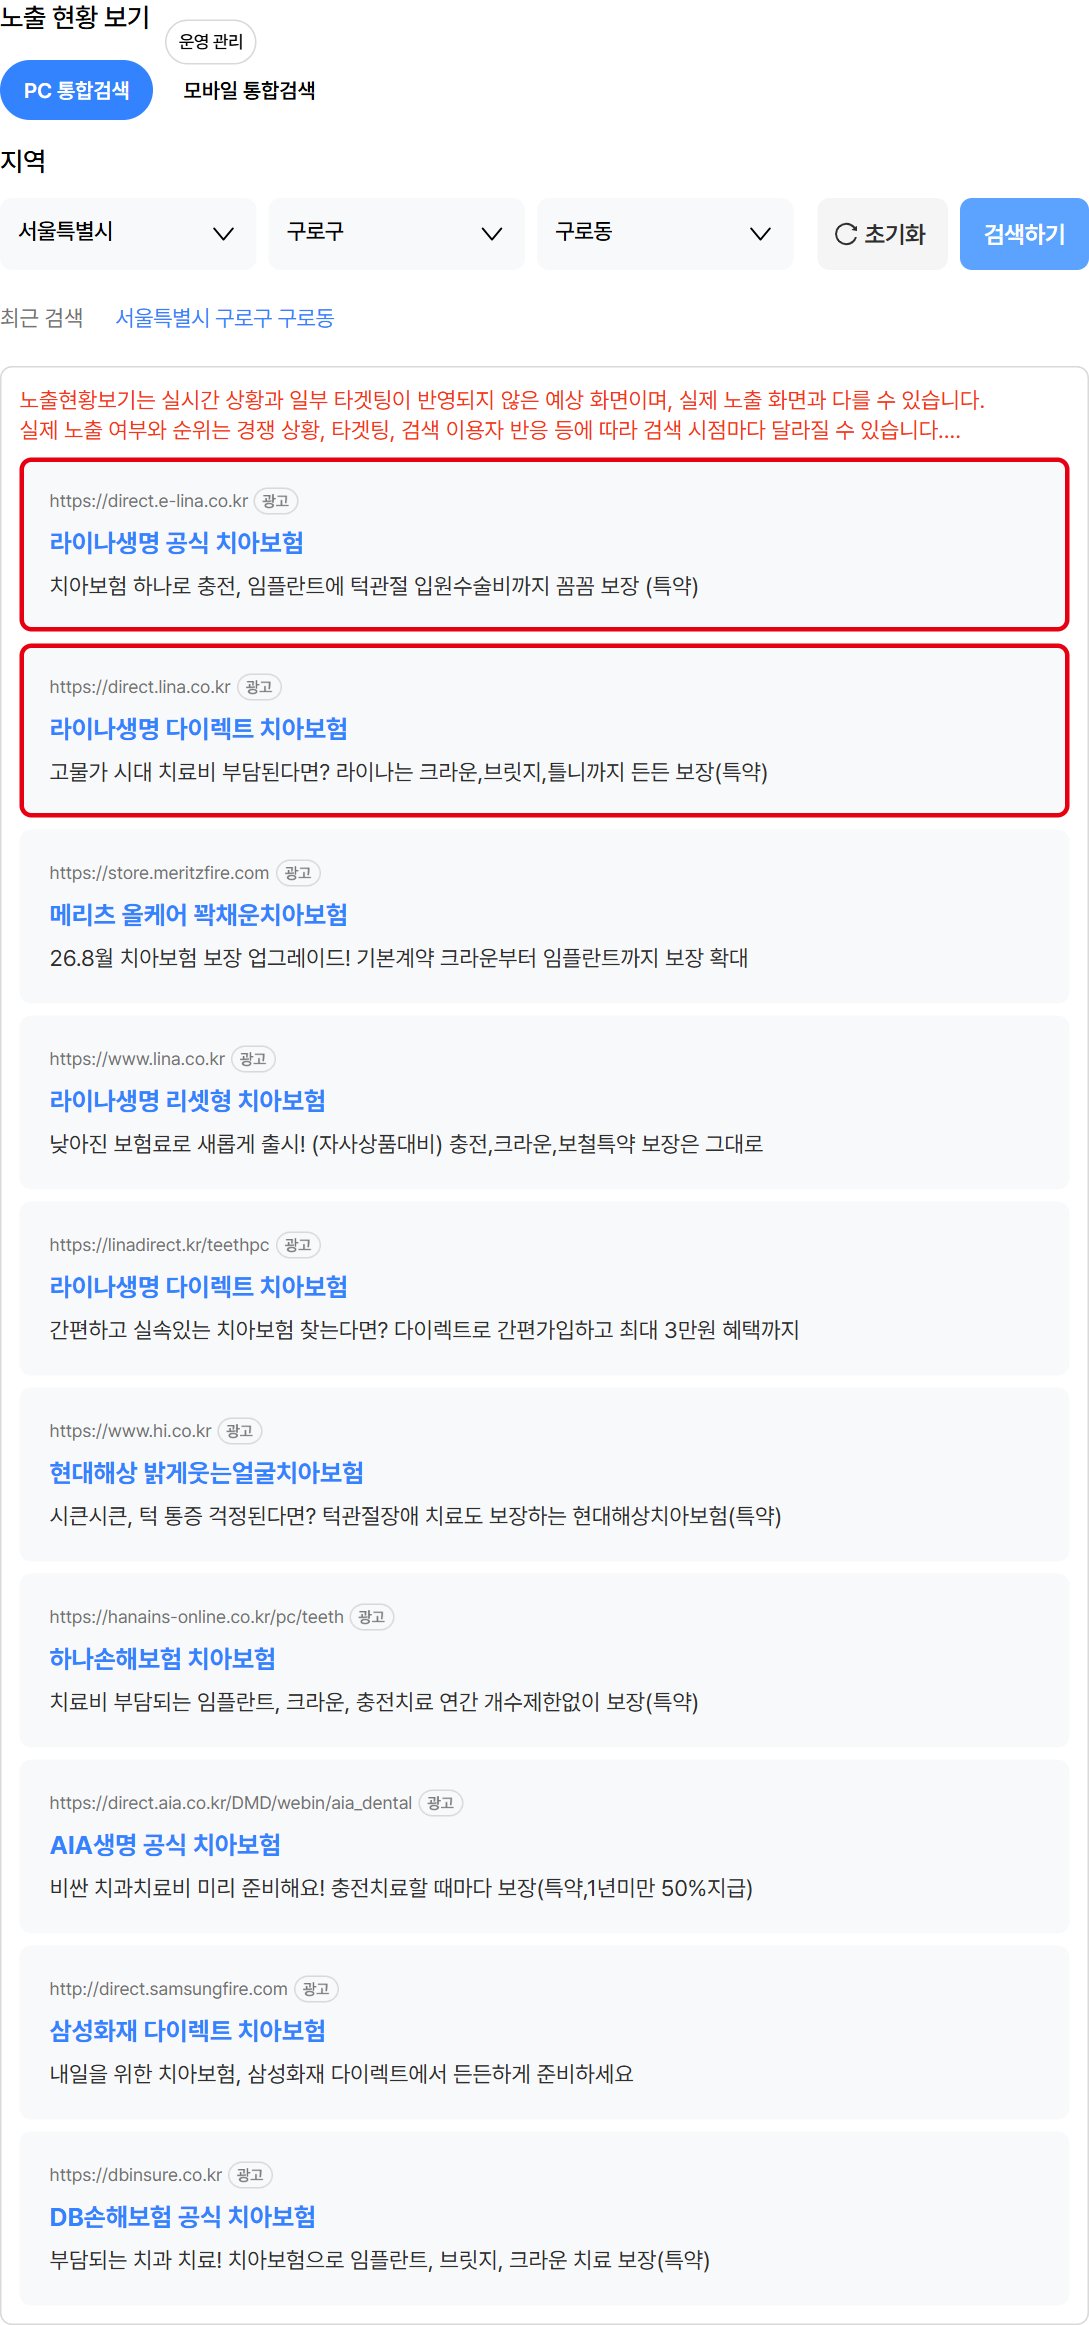 노출 현황 보기
운영 관리
PC 통합검색
모바일 통합검색
지역
서울특별시
구로구
구로동
초기화
검색하기
최근 검색
서울특별시 구로구 구로동
노출현황보기는 실시간 상황과 일부 타겟팅이 반영되지 않은 예상 화면이며, 실제 노출 화면과 다를 수 있습니다.
실제 노출 여부와 순위는 경쟁 상황, 타겟팅, 검색 이용자 반응 등에 따라 검색 시점마다 달라질 수 있습니다....
https://direct.e-lina.co.kr 광고
라이나생명 공식 치아보험
치아보험 하나로 충전, 임플란트에 턱관절 입원수술비까지 꼼꼼 보장 (특약)
https://direct.lina.co.kr 광고
라이나생명 다이렉트 치아보험
고물가 시대 치료비 부담된다면? 라이나는 크라운,브릿지,틀니까지 든든 보장(특약)
https://store.meritzfire.com 광고
메리츠 올케어 꽉채운치아보험
26.8월 치아보험 보장 업그레이드! 기본계약 크라운부터 임플란트까지 보장 확대
https://www.lina.co.kr 광고
라이나생명 리셋형 치아보험
낮아진 보험료로 새롭게 출시! (자사상품대비) 충전,크라운,보철특약 보장은 그대로
https://linadirect.kr/teethpc 광고
라이나생명 다이렉트 치아보험
간편하고 실속있는 치아보험 찾는다면? 다이렉트로 간편가입하고 최대 3만원 혜택까지
https://www.hi.co.kr 광고
현대해상 밝게웃는얼굴치아보험
시큰시큰, 턱 통증 걱정된다면? 턱관절장애 치료도 보장하는 현대해상치아보험(특약)
https://hanains-online.co.kr/pc/teeth 광고
하나손해보험 치아보험
치료비 부담되는 임플란트, 크라운, 충전치료 연간 개수제한없이 보장(특약)
https://direct.aia.co.kr/DMD/webin/aia_dental 광고
AIA생명 공식 치아보험
비싼 치과치료비 미리 준비해요! 충전치료할 때마다 보장(특약,1년미만 50%지급)
http://direct.samsungfire.com 광고
삼성화재 다이렉트 치아보험
내일을 위한 치아보험, 삼성화재 다이렉트에서 든든하게 준비하세요
https://dbinsure.co.kr 광고
DB손해보험 공식 치아보험
부담되는 치과 치료! 치아보험으로 임플란트, 브릿지, 크라운 치료 보장(특약)